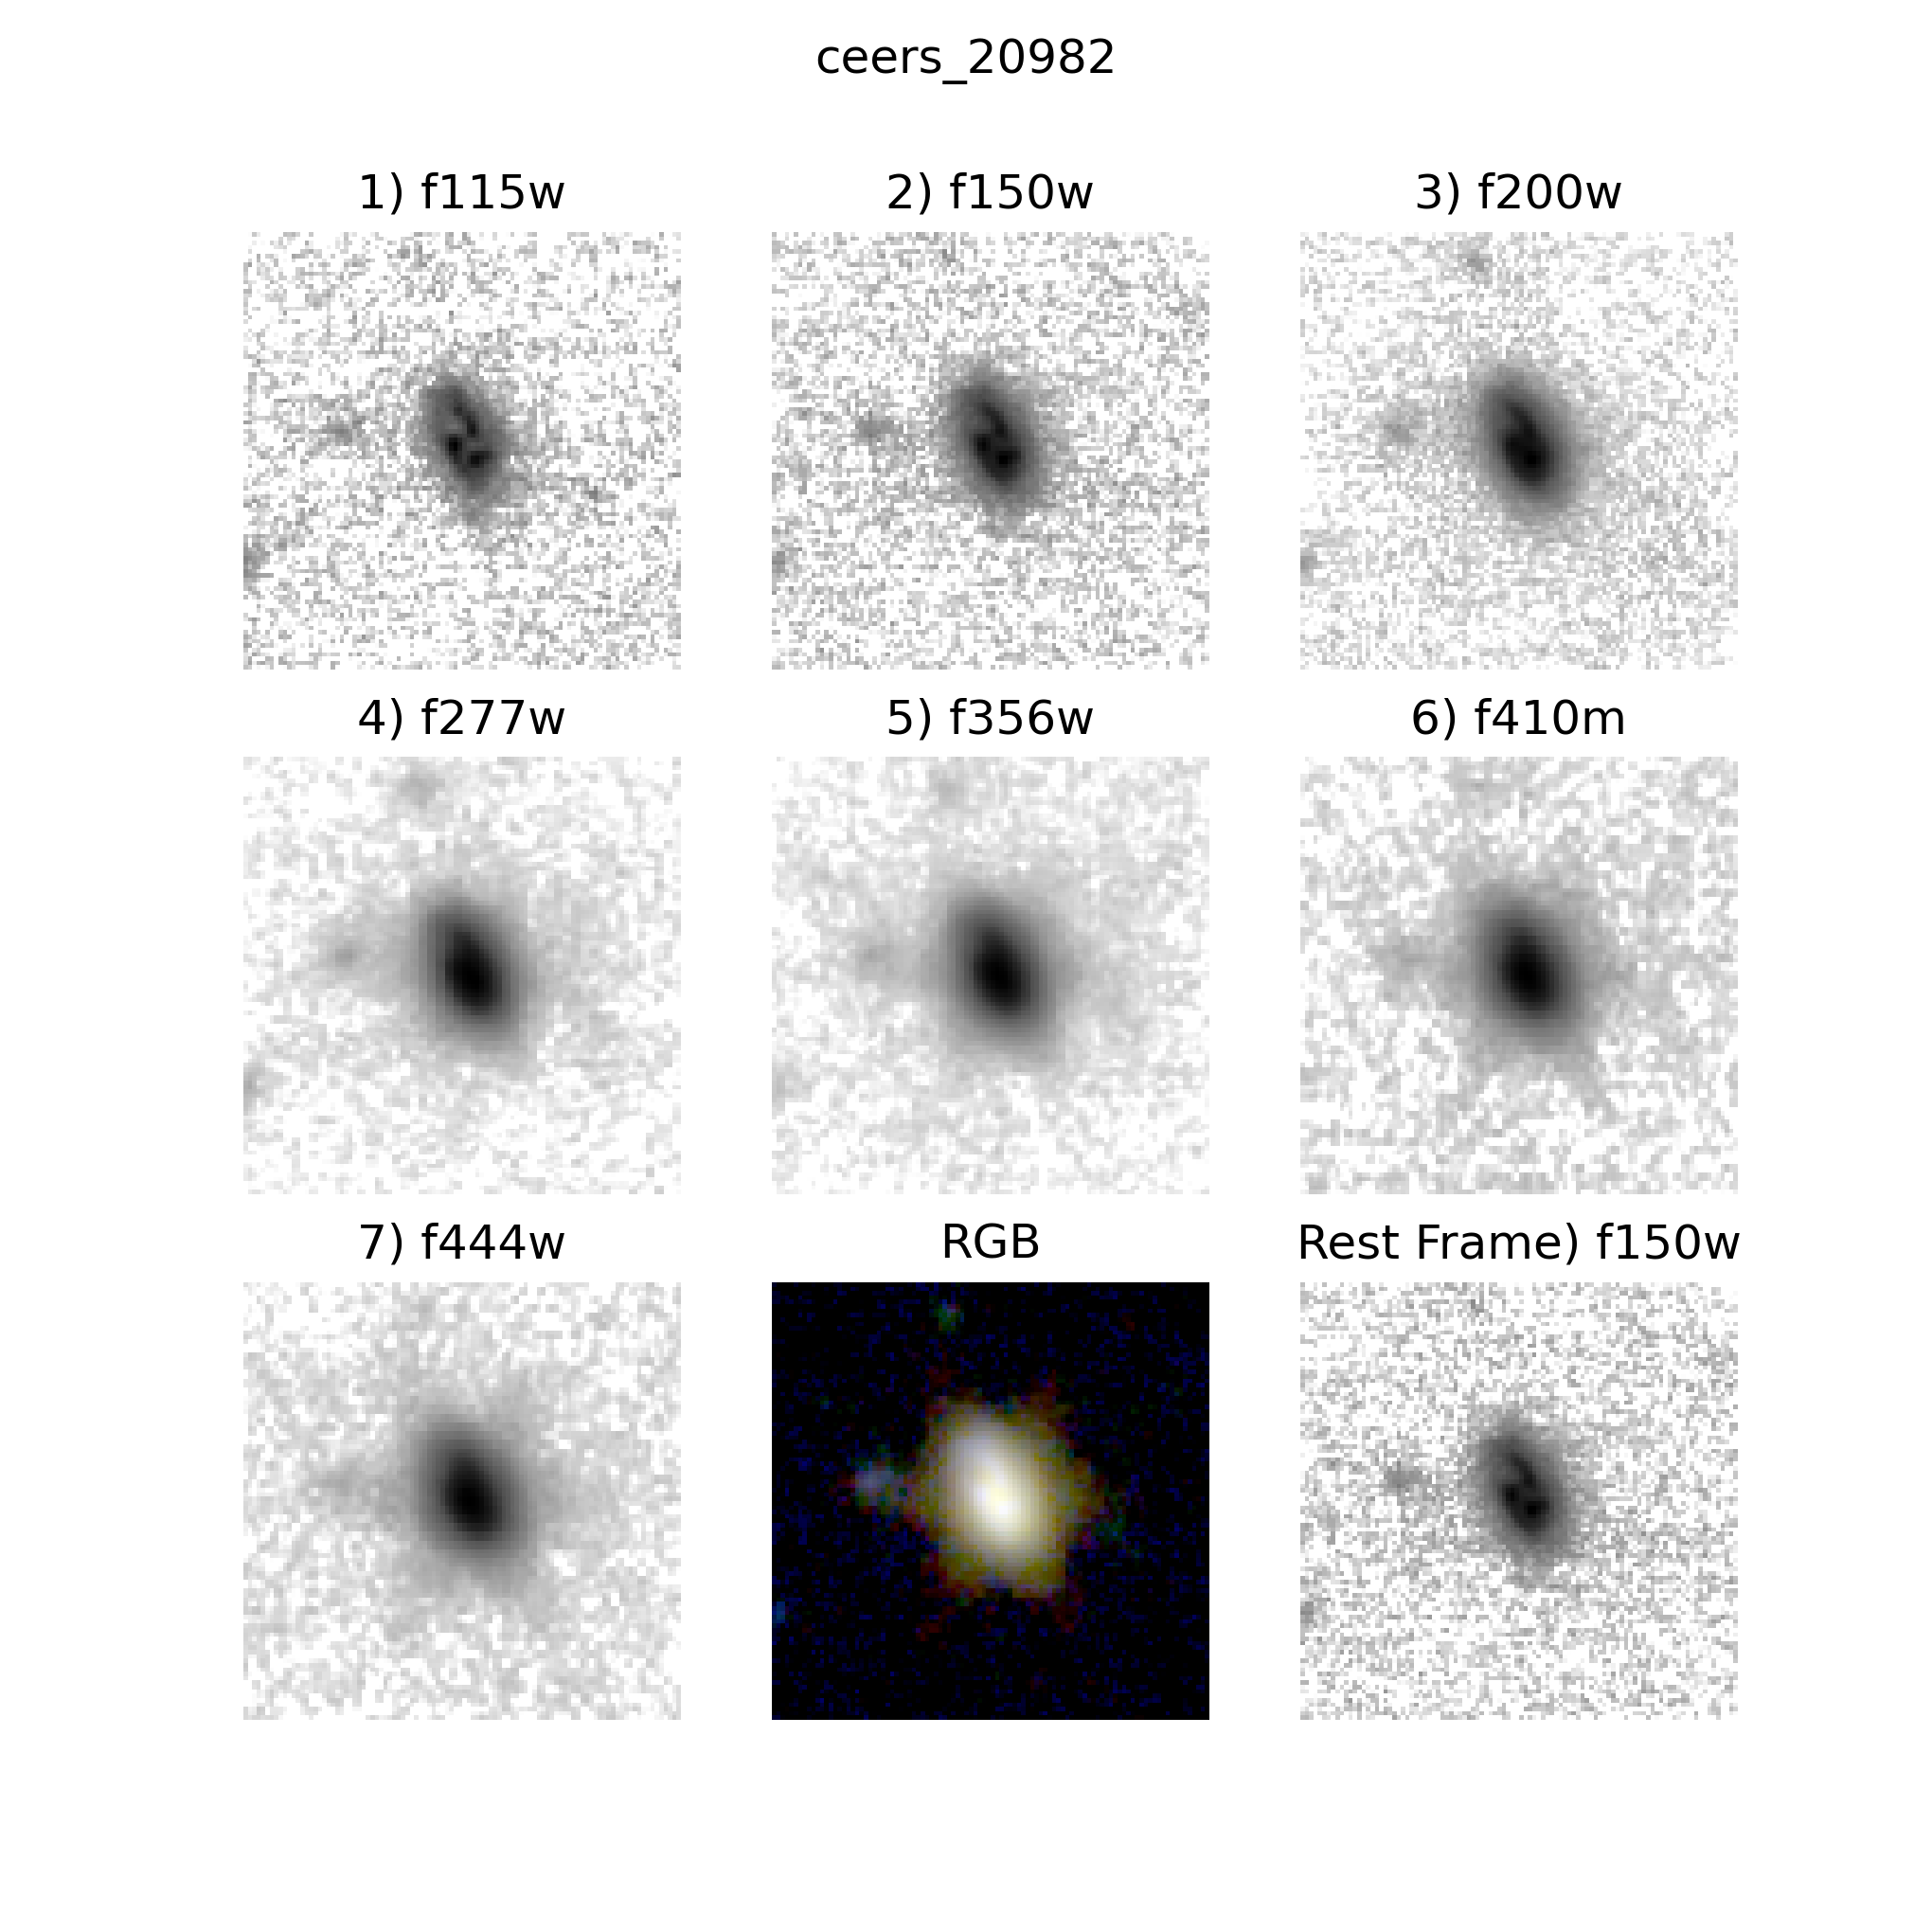 ceers_20982
1) f115w
2) f150w
3) f200w
4) f277w
5) f356w
6) f410m
7) f444w
RGB
Rest Frame) f150w